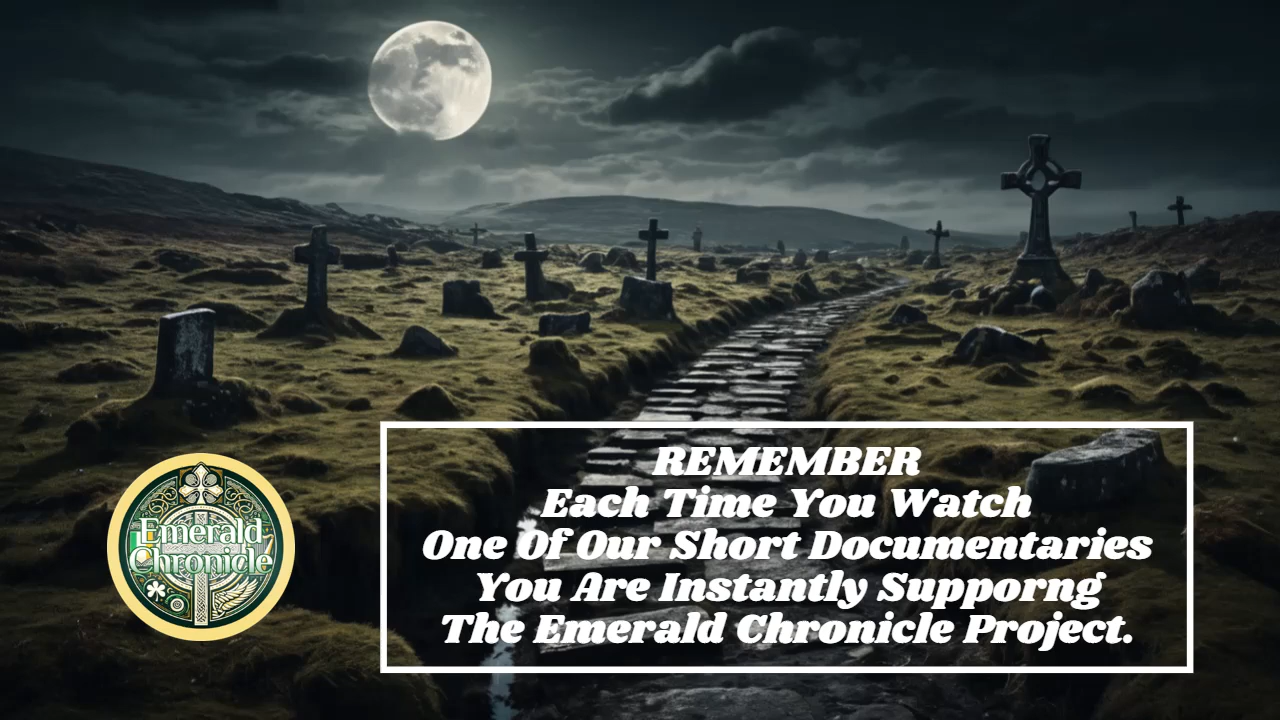 REMEMBER
Each Time You Watch
One Of Our Short Documentaries
You Are Instantly Supporng
The Emerald Chronicle Project.
Emerald
Chronicle